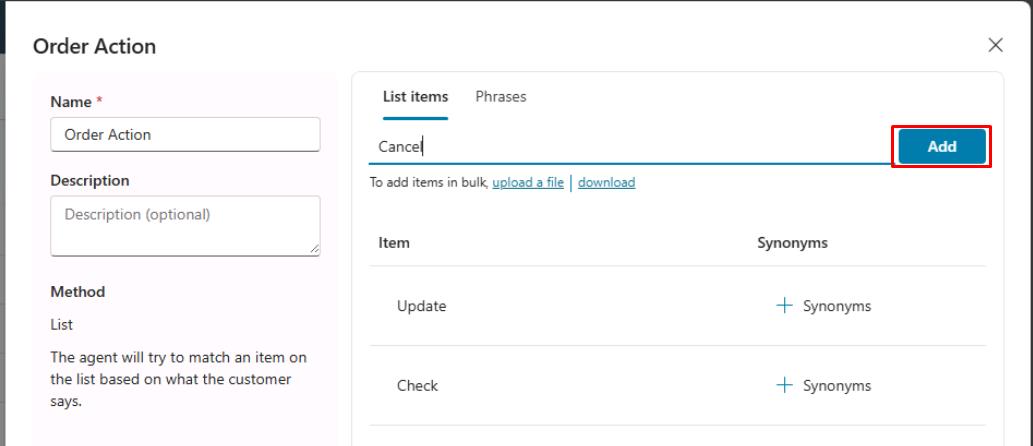 Order Action
Name *
Order Action
Description
Description (optional)
Method
List
The agent will try to match an item on
the list based on what the customer
says.
List items Phrases
Cancel Add
To add items in bulk, upload a file | download
Item Synonyms
Update + Synonyms
Check + Synonyms